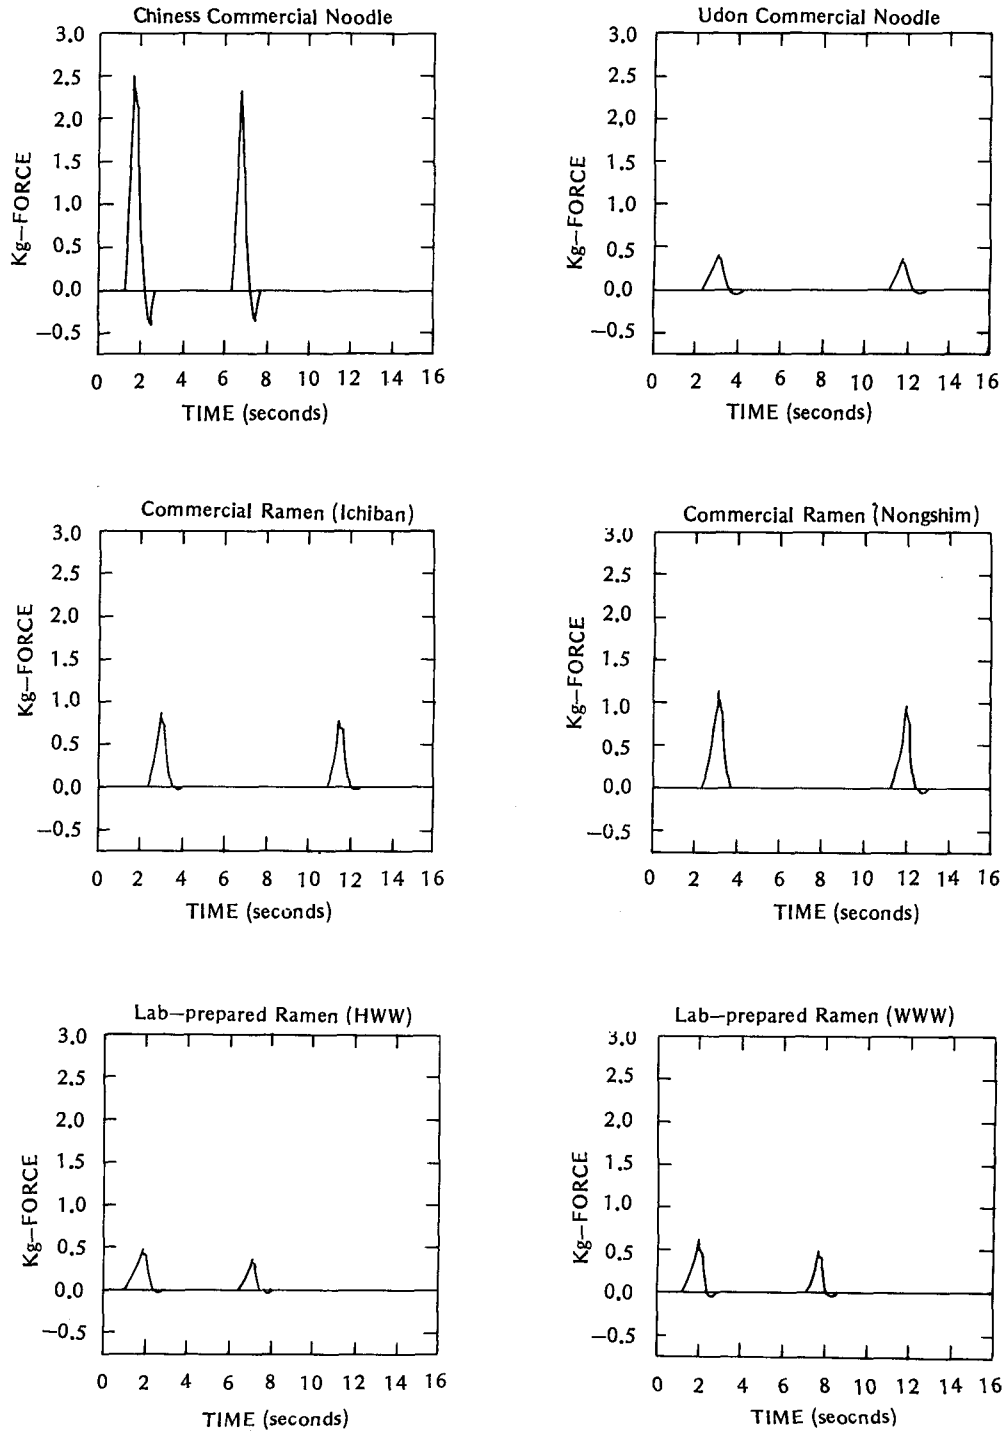 Chiness Commercial Noodle
3.0
2.5
2.0
1.5
1.0
0.5
0.0
—0.5
Kg—FORCE
0 2 4 6 8 10 12 14 16
TIME (seconds)
Udon Commercial Noodle
3.0
2.5
2.0
1.5
1.0
0.5
0.0
—0.5
Kg—FORCE
0 2 4 6 8 10 12 14 16
TIME (seconds)
Commercial Ramen (Ichiban)
3.0
2.5
2.0
1.5
1.0
0.5
0.0
—0.5
Kg—FORCE
0 2 4 6 8 10 12 14 16
TIME (seconds)
Commercial Ramen (Nongshim)
3.0
2.5
2.0
1.5
1.0
0.5
0.0
—0.5
Kg—FORCE
0 2 4 6 8 10 12 14 16
TIME (seconds)
Lab—prepared Ramen (HWW)
3.0
2.5
2.0
1.5
1.0
0.5
0.0
—0.5
Kg—FORCE
0 2 4 6 8 10 12 14 16
TIME (seconds)
Lab—prepared Ramen (WWW)
3.0
2.5
2.0
1.5
1.0
0.5
0.0
—0.5
Kg—FORCE
0 2 4 6 8 10 12 14 16
TIME (seocnds)